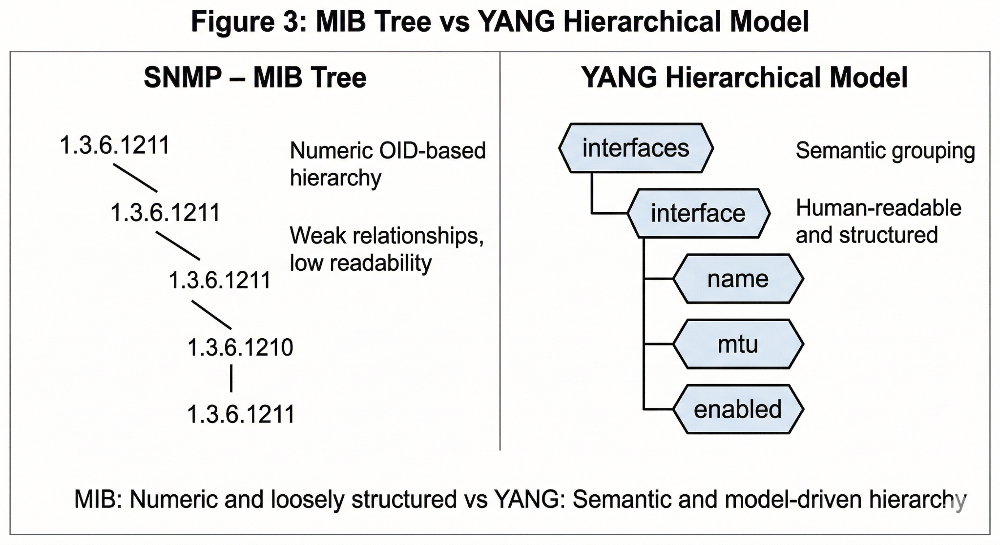 Figure 3: MIB Tree vs YANG Hierarchical Model
SNMP – MIB Tree
1.3.6.1211
1.3.6.1211
1.3.6.1211
1.3.6.1210
1.3.6.1211
Numeric OID-based
hierarchy
Weak relationships,
low readability
YANG Hierarchical Model
interfaces
interface
name
mtu
enabled
Semantic grouping
Human-readable
and structured
MIB: Numeric and loosely structured vs YANG: Semantic and model-driven hierarchy